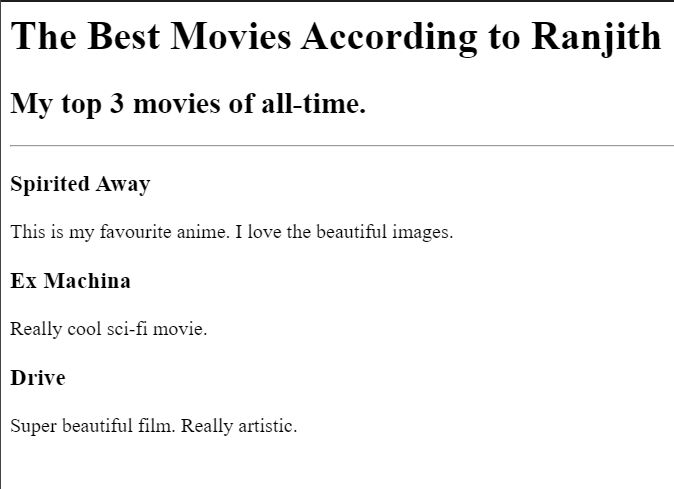 The Best Movies According to Ranjith
My top 3 movies of all-time.
Spirited Away
This is my favourite anime. I love the beautiful images.
Ex Machina
Really cool sci-fi movie.
Drive
Super beautiful film. Really artistic.